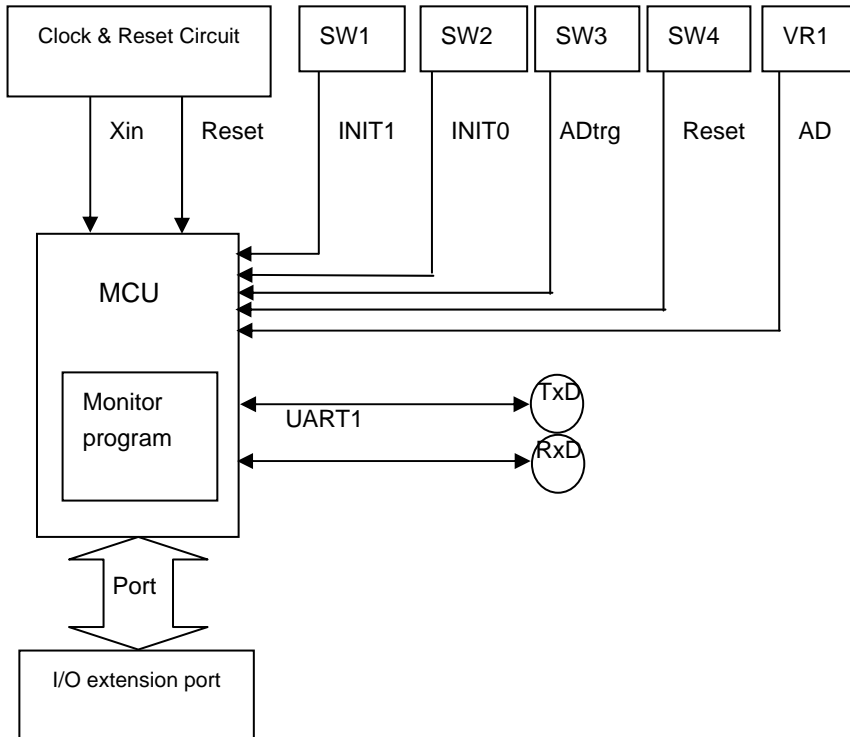 Clock & Reset Circuit
SW1
SW2
SW3
SW4
VR1
Xin
Reset
INIT1
INIT0
ADtrg
Reset
AD
MCU
Monitor
program
UART1
TxD
RxD
Port
I/O extension port